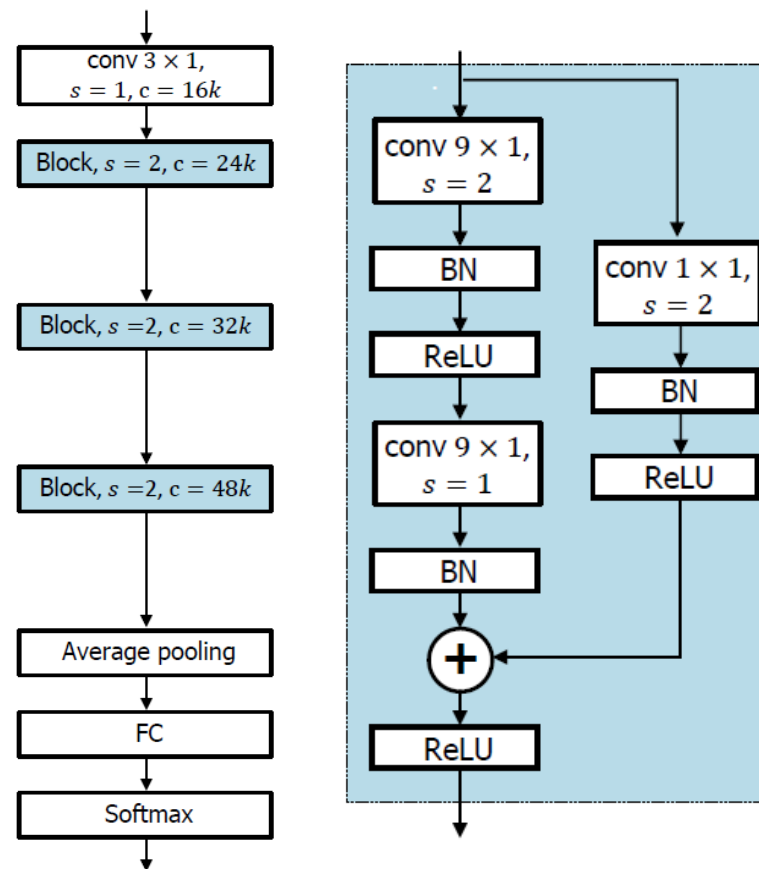 conv 3 × 1,
s = 1, c = 16k
Block, s = 2, c = 24k
Block, s =2, c = 32k
Block, s =2, c = 48k
Average pooling
FC
Softmax
conv 9 × 1,
s = 2
BN
ReLU
conv 9 × 1,
s = 1
BN
+
ReLU
conv 1 × 1,
s = 2
BN
ReLU